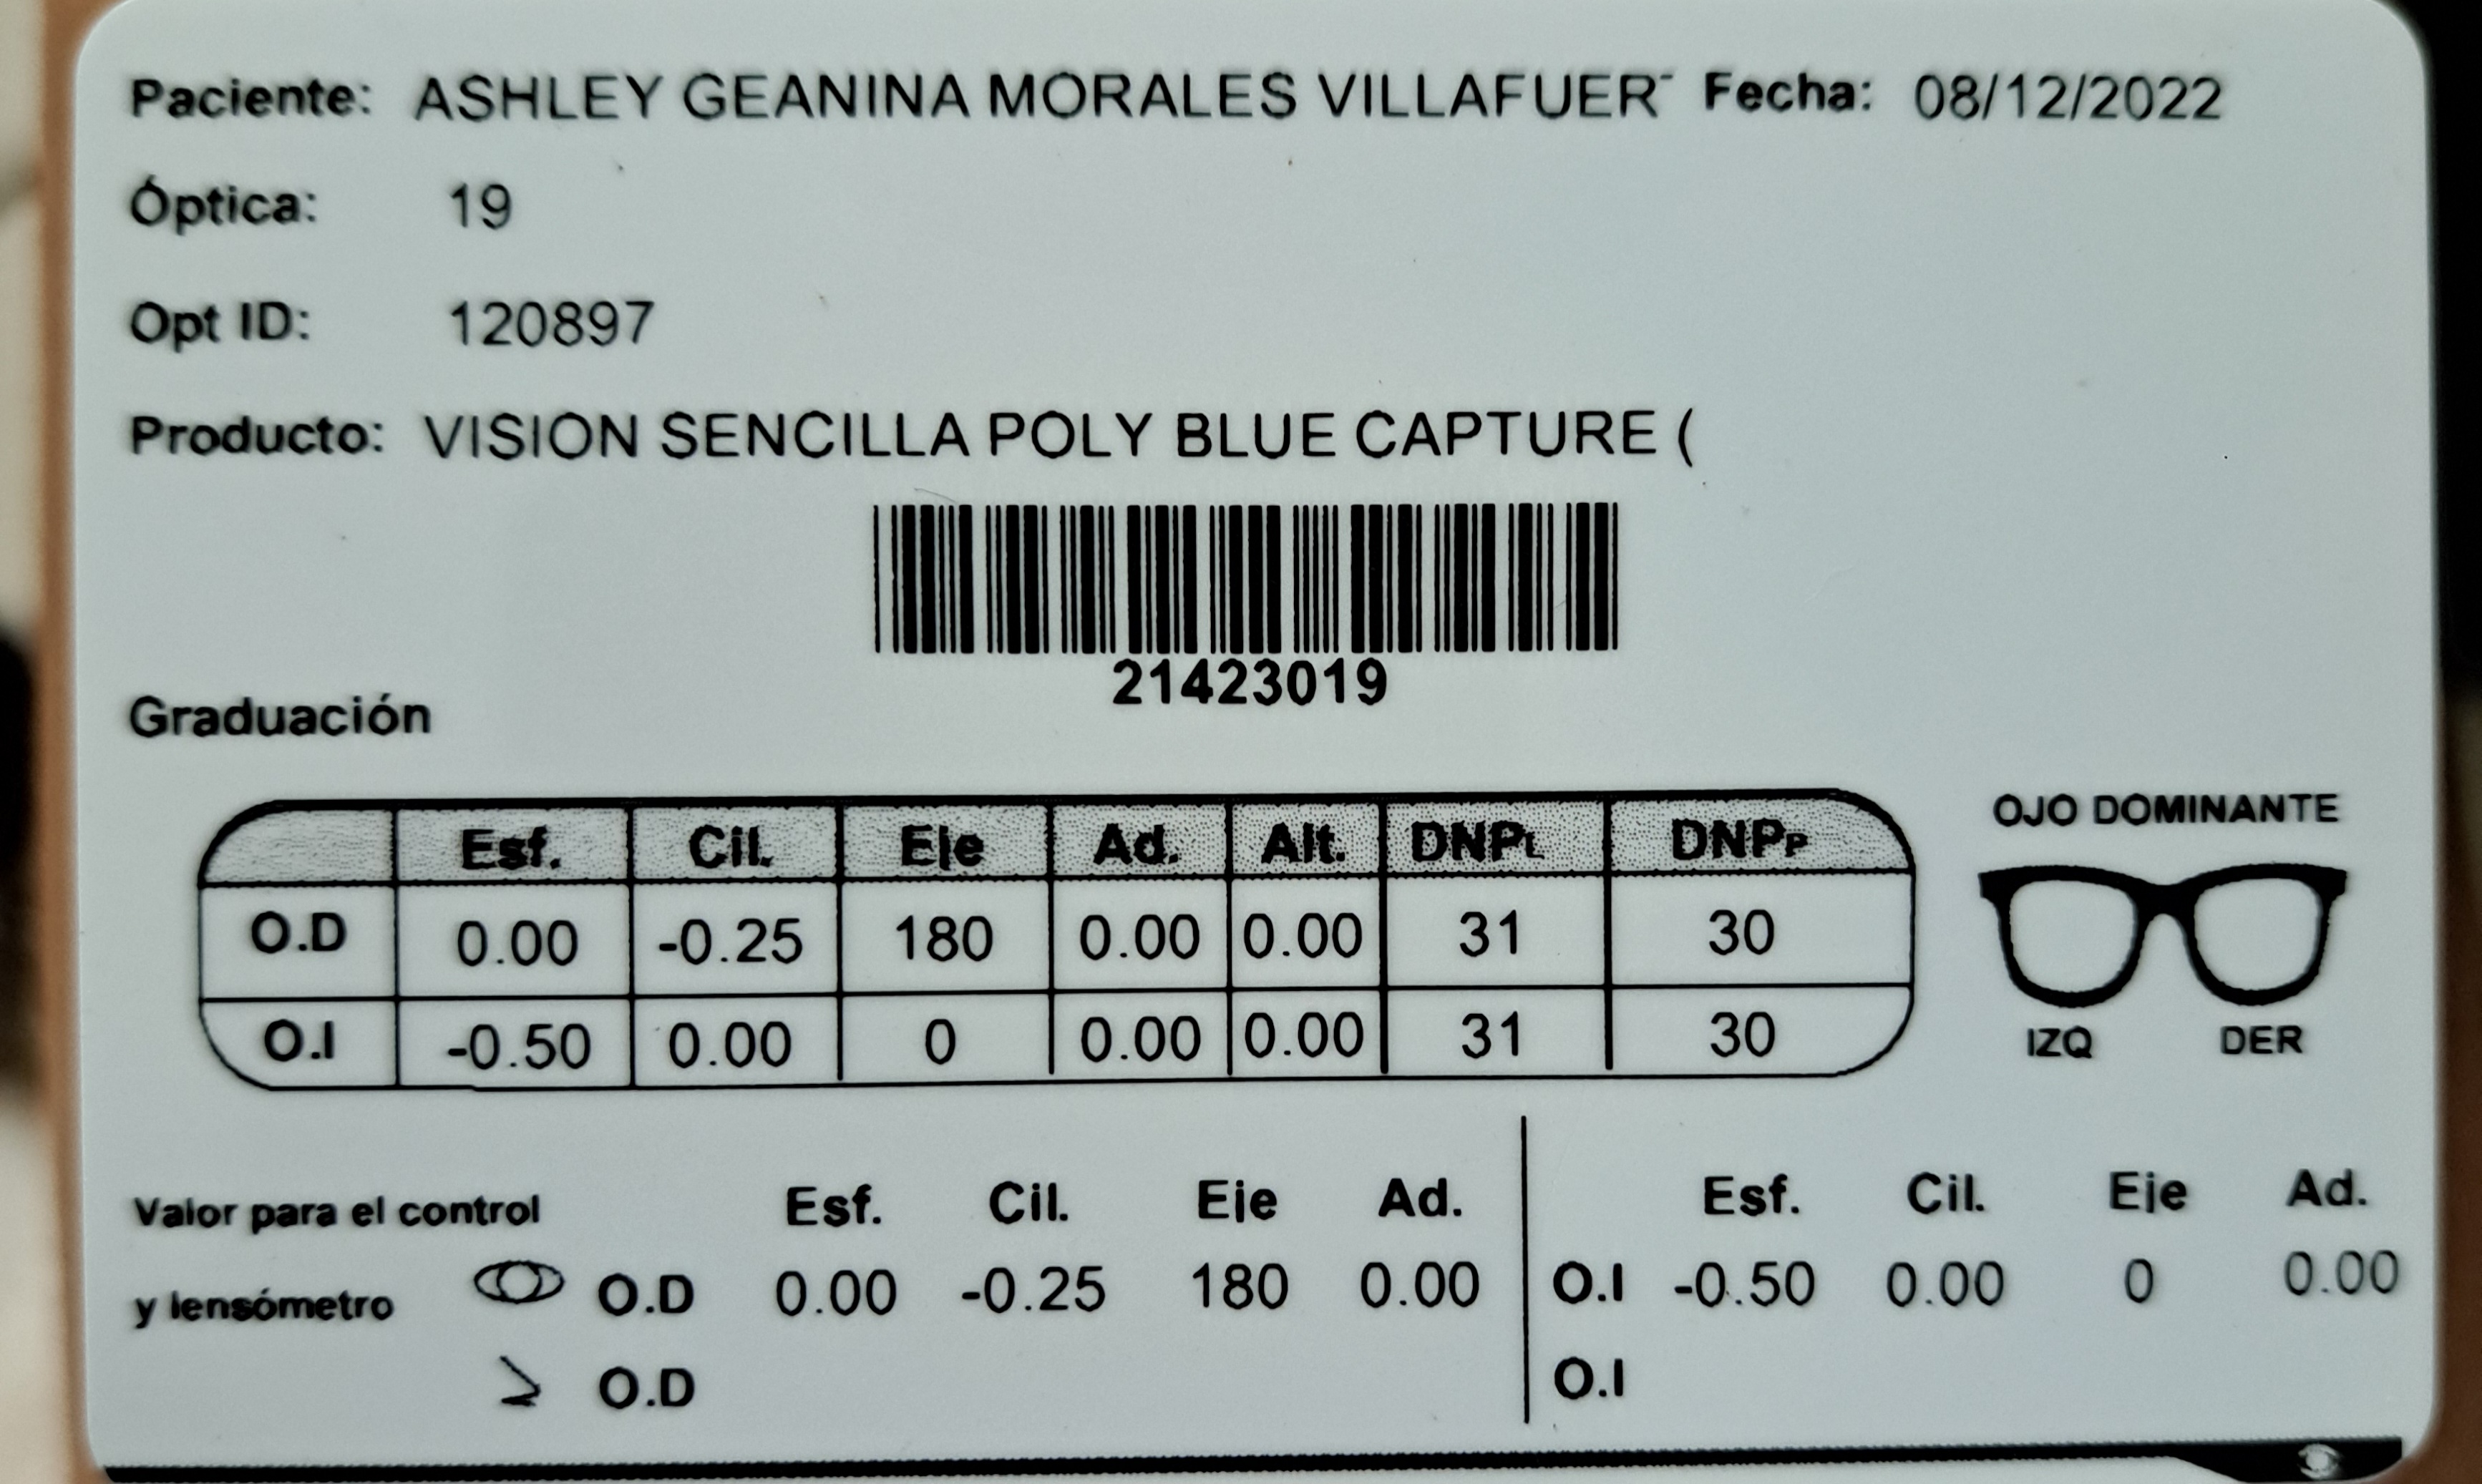 Paciente: ASHLEY GEANINA MORALES VILLAFUER Fecha: 08/12/2022
Óptica: 19
Opt ID: 120897
Producto: VISION SENCILLA POLY BLUE CAPTURE (
21423019
Graduación
Esf. Cil. Eje Ad. Alt. DNPL DNPP
O.D 0.00 -0.25 180 0.00 0.00 31 30
O.I -0.50 0.00 0 0.00 0.00 31 30
OJO DOMINANTE
IZQ DER
Valor para el control
y lensómetro
Esf. Cil. Eje Ad.
O.D 0.00 -0.25 180 0.00
O.D
Esf. Cil. Eje Ad.
O.I -0.50 0.00 0 0.00
O.I